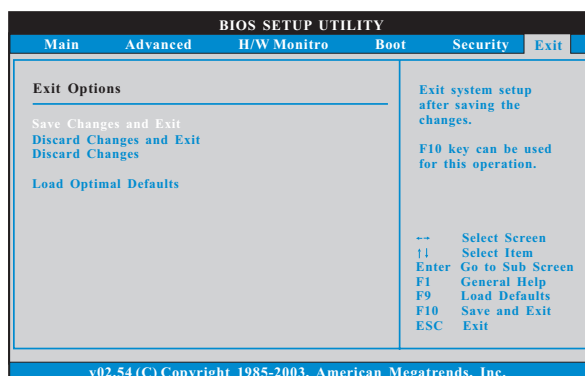 BIOS SETUP UTILITY
Main Advanced H/W Monitro Boot Security Exit
Exit Options
Save Changes and Exit
Discard Changes and Exit
Discard Changes
Load Optimal Defaults
Exit system setup
after saving the
changes.
F10 key can be used
for this operation.
←→ Select Screen
↑↓ Select Item
Enter Go to Sub Screen
F1 General Help
F9 Load Defaults
F10 Save and Exit
ESC Exit
v02.54 (C) Copyright 1985-2003, American Megatrends, Inc.